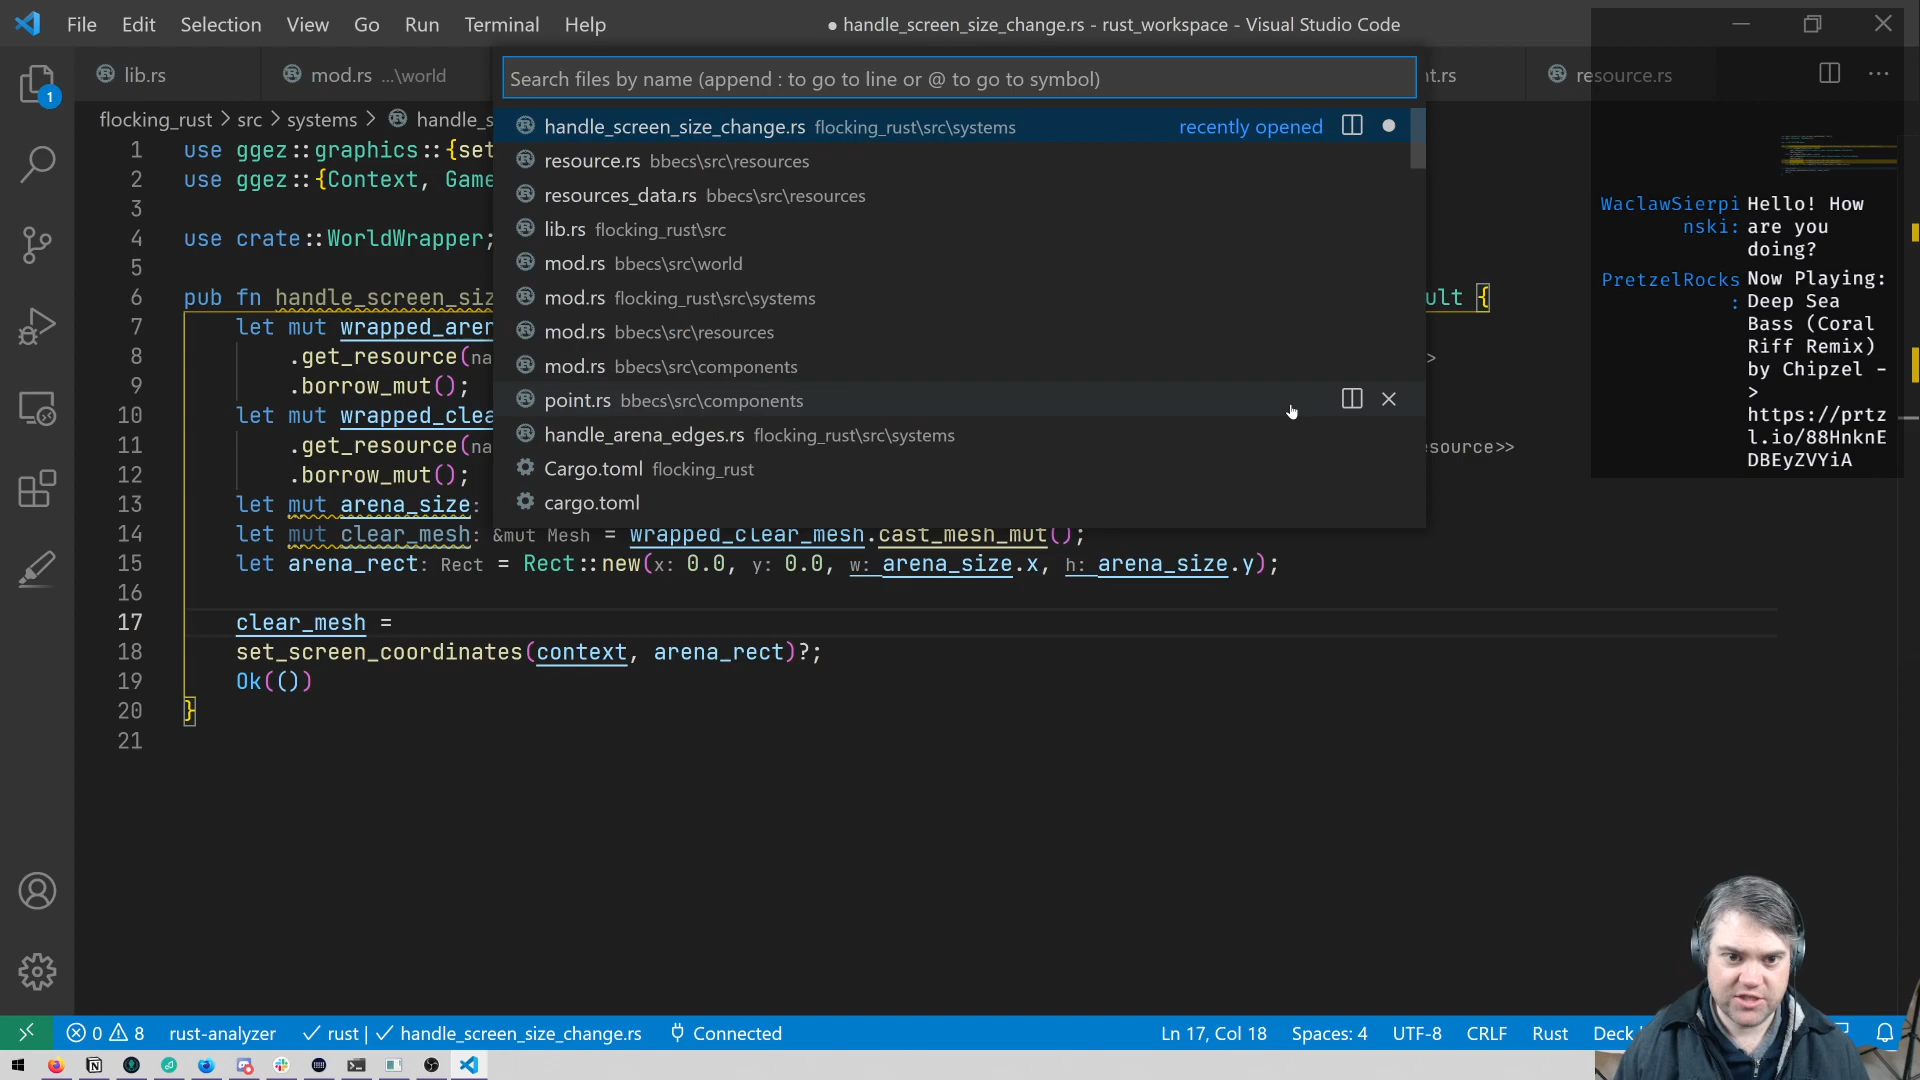 File Edit Selection View Go Run Terminal Help
● handle_screen_size_change.rs - rust_workspace - Visual Studio Code
lib.rs mod.rs ...\world
nt.rs resource.rs
Search files by name (append : to go to line or @ to go to symbol)
flocking_rust > src > systems > handle_s
handle_screen_size_change.rs flocking_rust\src\systems recently opened
resource.rs bbecs\src\resources
resources_data.rs bbecs\src\resources
lib.rs flocking_rust\src
mod.rs bbecs\src\world
mod.rs flocking_rust\src\systems
mod.rs bbecs\src\resources
mod.rs bbecs\src\components
point.rs bbecs\src\components
handle_arena_edges.rs flocking_rust\src\systems
Cargo.toml flocking_rust
cargo.toml
1 use ggez::graphics::{set
2 use ggez::{Context, Game
3
4 use crate::WorldWrapper;
5
6 pub fn handle_screen_siz ult {
7 let mut wrapped_aren
8 .get_resource(na >
9 .borrow_mut();
10 let mut wrapped_clea
11 .get_resource(na source>>
12 .borrow_mut();
13 let mut arena_size:
14 let mut clear_mesh: &mut Mesh = wrapped_clear_mesh.cast_mesh_mut();
15 let arena_rect: Rect = Rect::new(x: 0.0, y: 0.0, w: arena_size.x, h: arena_size.y);
16
17 clear_mesh =
18 set_screen_coordinates(context, arena_rect)?;
19 Ok(())
20 }
21
WaclawSierpi
nski:
Hello! How
are you
doing?
PretzelRocks
:
Now Playing:
Deep Sea
Bass (Coral
Riff Remix)
by Chipzel -
>
https://prtz
l.io/88HnknE
DBEyZVYiA
1
0 8 rust-analyzer rust | handle_screen_size_change.rs Connected
Ln 17, Col 18 Spaces: 4 UTF-8 CRLF Rust Deck